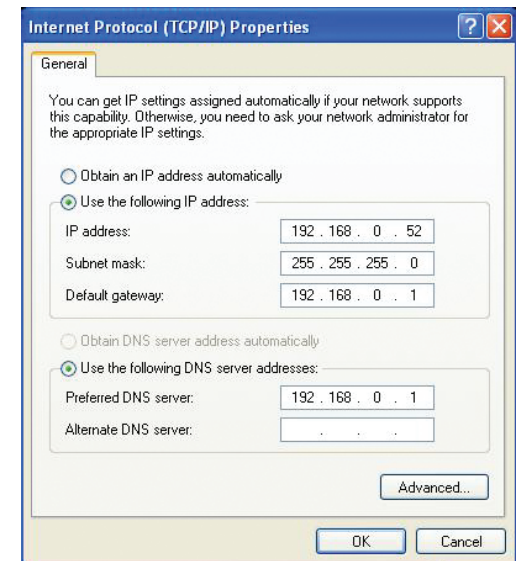 Internet Protocol (TCP/IP) Properties
General
You can get IP settings assigned automatically if your network supports
this capability. Otherwise, you need to ask your network administrator for
the appropriate IP settings.
Obtain an IP address automatically
Use the following IP address:
IP address: 192 . 168 . 0 . 52
Subnet mask: 255 . 255 . 255 . 0
Default gateway: 192 . 168 . 0 . 1
Obtain DNS server address automatically
Use the following DNS server addresses:
Preferred DNS server: 192 . 168 . 0 . 1
Alternate DNS server: . . .
Advanced...
OK Cancel